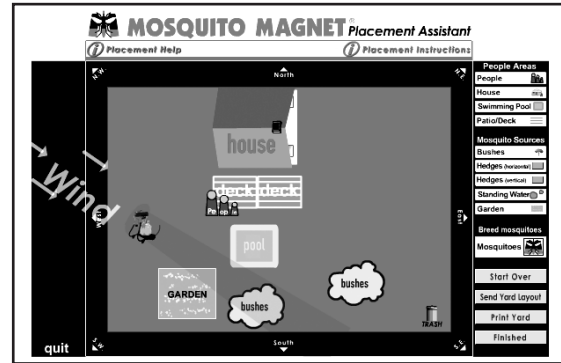 MOSQUITO MAGNET® Placement Assistant
Placement Help
Placement Instructions
N.W.
North
N.E.
People Areas
People
House
Swimming Pool
Patio/Deck
Mosquito Sources
Bushes
Hedges (horizontal)
Hedges (vertical)
Standing Water
Garden
Breed mosquitoes
Mosquitoes
Start Over
Send Yard Layout
Print Yard
Finished
Wind
West
East
house
deck deck
People
pool
GARDEN
bushes
bushes
TRASH
S.W.
South
S.E.
quit